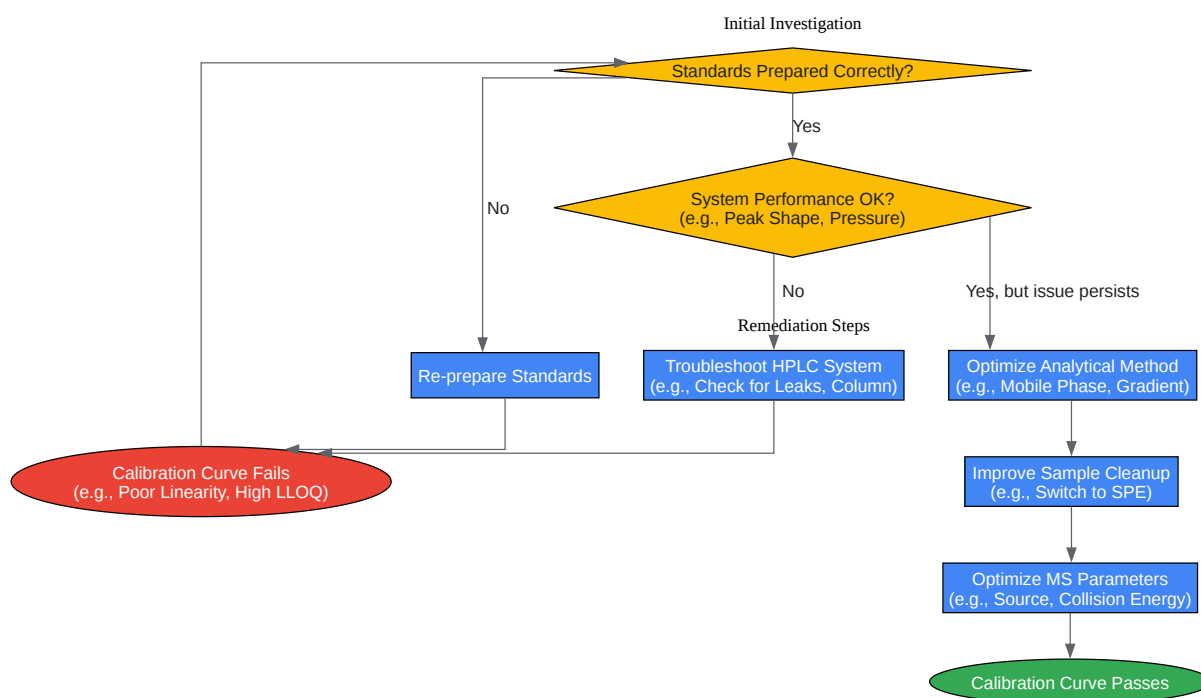 Initial Investigation
Standards Prepared Correctly?
Yes
System Performance OK?
(e.g., Peak Shape, Pressure)
No
No
Yes, but issue persists
Remediation Steps
Re-prepare Standards
Troubleshoot HPLC System
(e.g., Check for Leaks, Column)
Optimize Analytical Method
(e.g., Mobile Phase, Gradient)
Calibration Curve Fails
(e.g., Poor Linearity, High LLOQ)
Improve Sample Cleanup
(e.g., Switch to SPE)
Optimize MS Parameters
(e.g., Source, Collision Energy)
Calibration Curve Passes